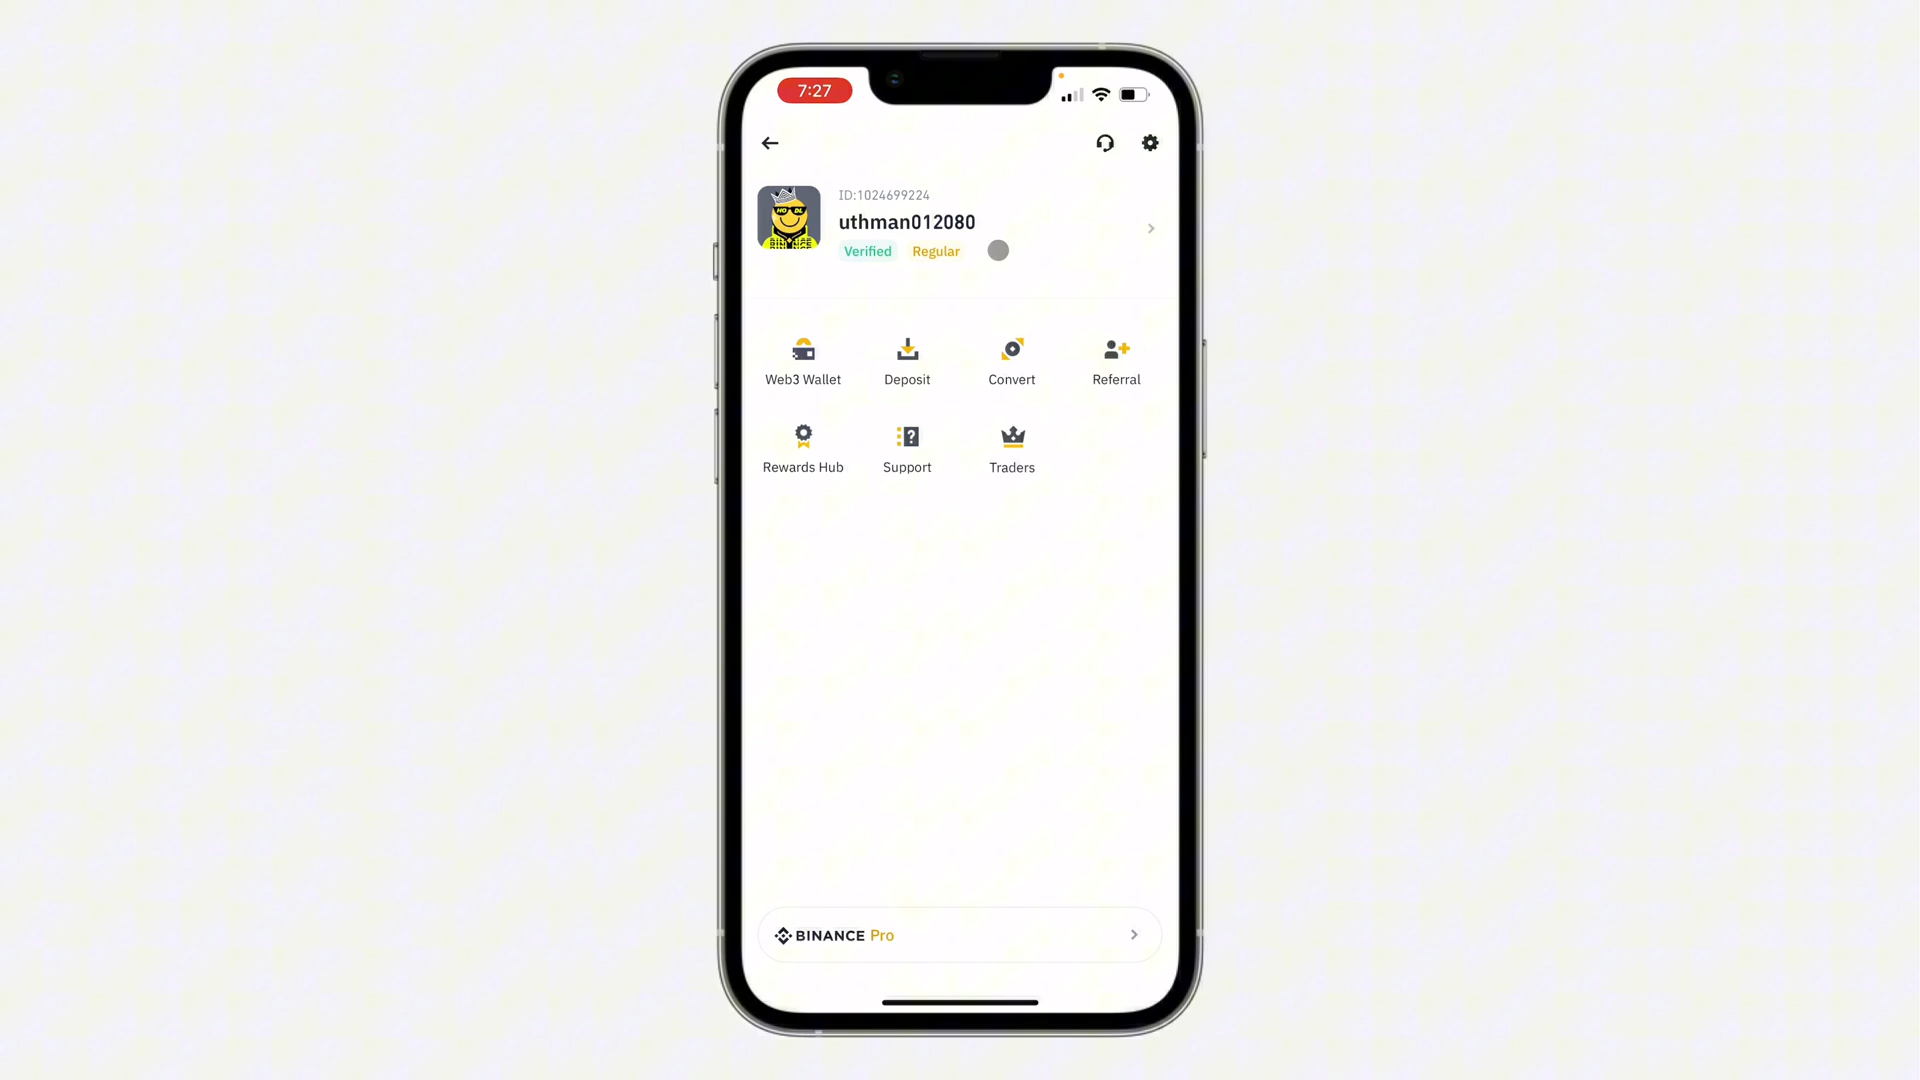 7:27
ID:1024699224
uthman012080
Verified Regular
Web3 Wallet Deposit Convert Referral
Rewards Hub Support Traders
BINANCE Pro